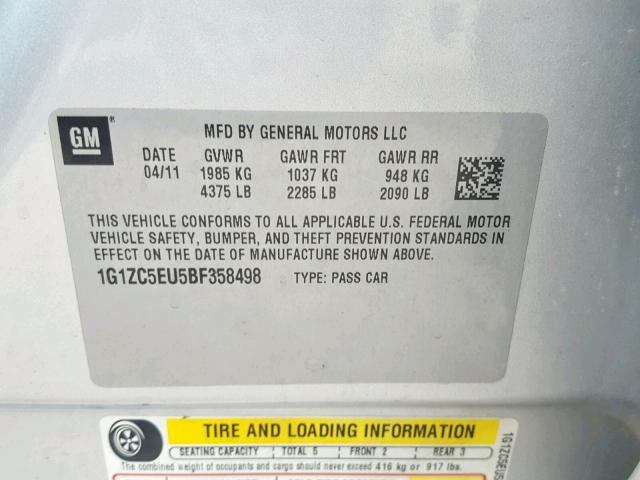 GM
MFD BY GENERAL MOTORS LLC
DATE GVWR GAWR FRT GAWR RR
04/11 1985 KG 1037 KG 948 KG
4375 LB 2285 LB 2090 LB
THIS VEHICLE CONFORMS TO ALL APPLICABLE U.S. FEDERAL MOTOR
VEHICLE SAFETY, BUMPER, AND THEFT PREVENTION STANDARDS
IN EFFECT ON THE DATE OF MANUFACTURE SHOWN ABOVE.
1G1ZC5EU5BF358498 TYPE: PASS CAR
TIRE AND LOADING INFORMATION
SEATING CAPACITY TOTAL 5 FRONT 2 REAR 3
The combined weight of occupants and cargo should never exceed 416 kg or 917 lbs.
1G1ZC5EU5